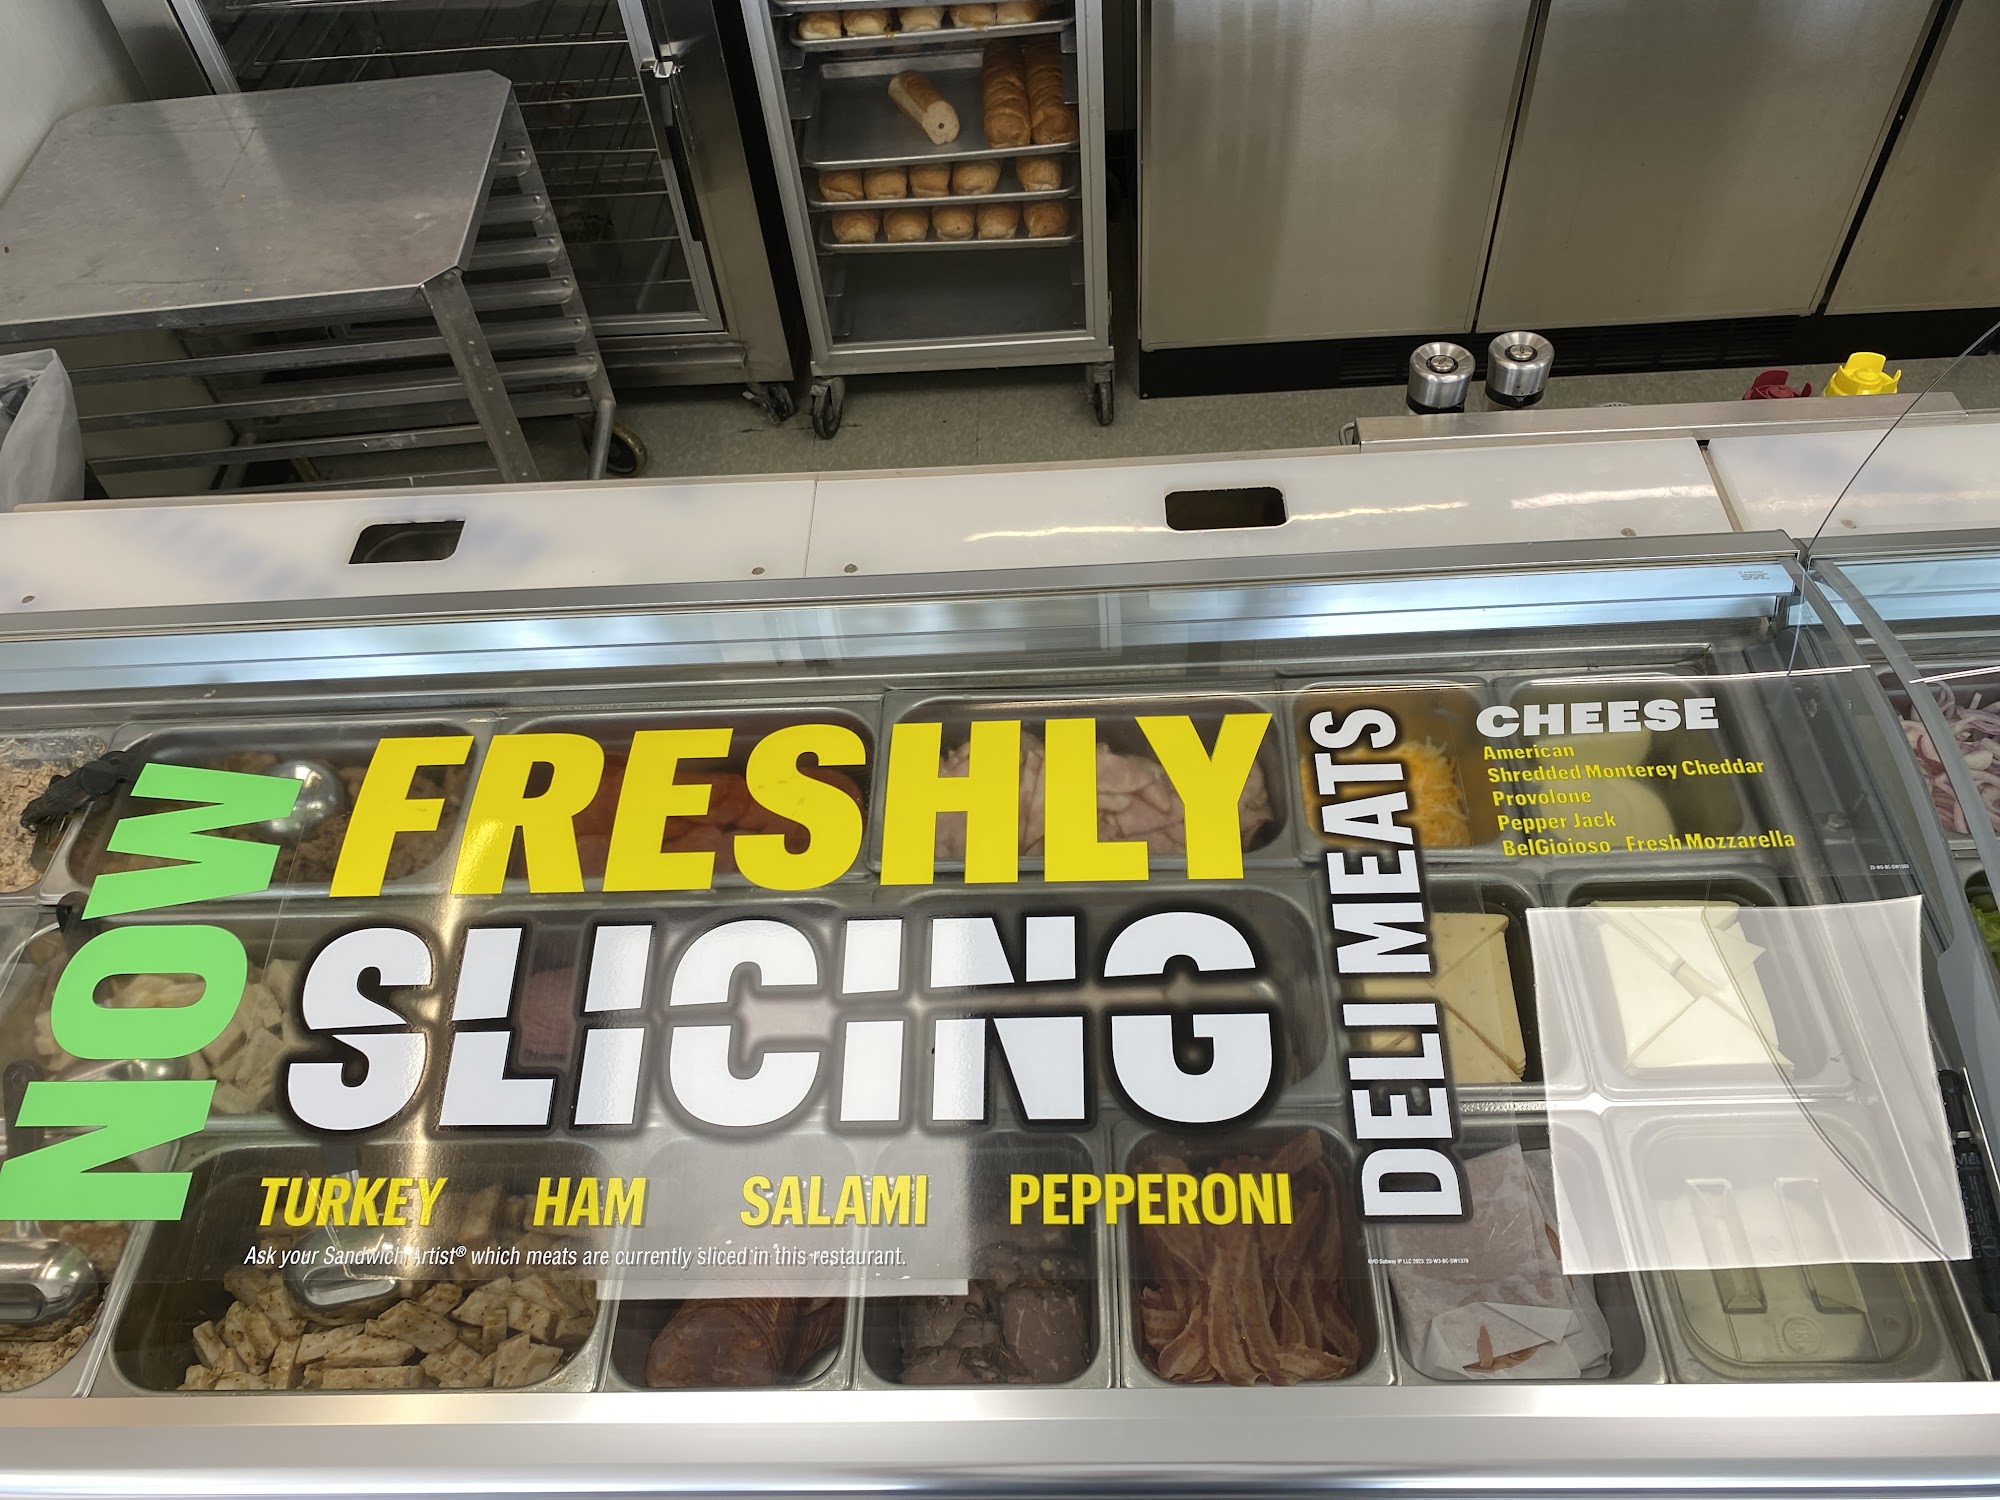 NOW
FRESHLY
SLICING
DELI MEATS
TURKEY HAM SALAMI PEPPERONI
Ask your Sandwich Artist® which meats are currently sliced in this restaurant.
CHEESE
American
Shredded Monterey Cheddar
Provolone
Pepper Jack
BelGioioso Fresh Mozzarella